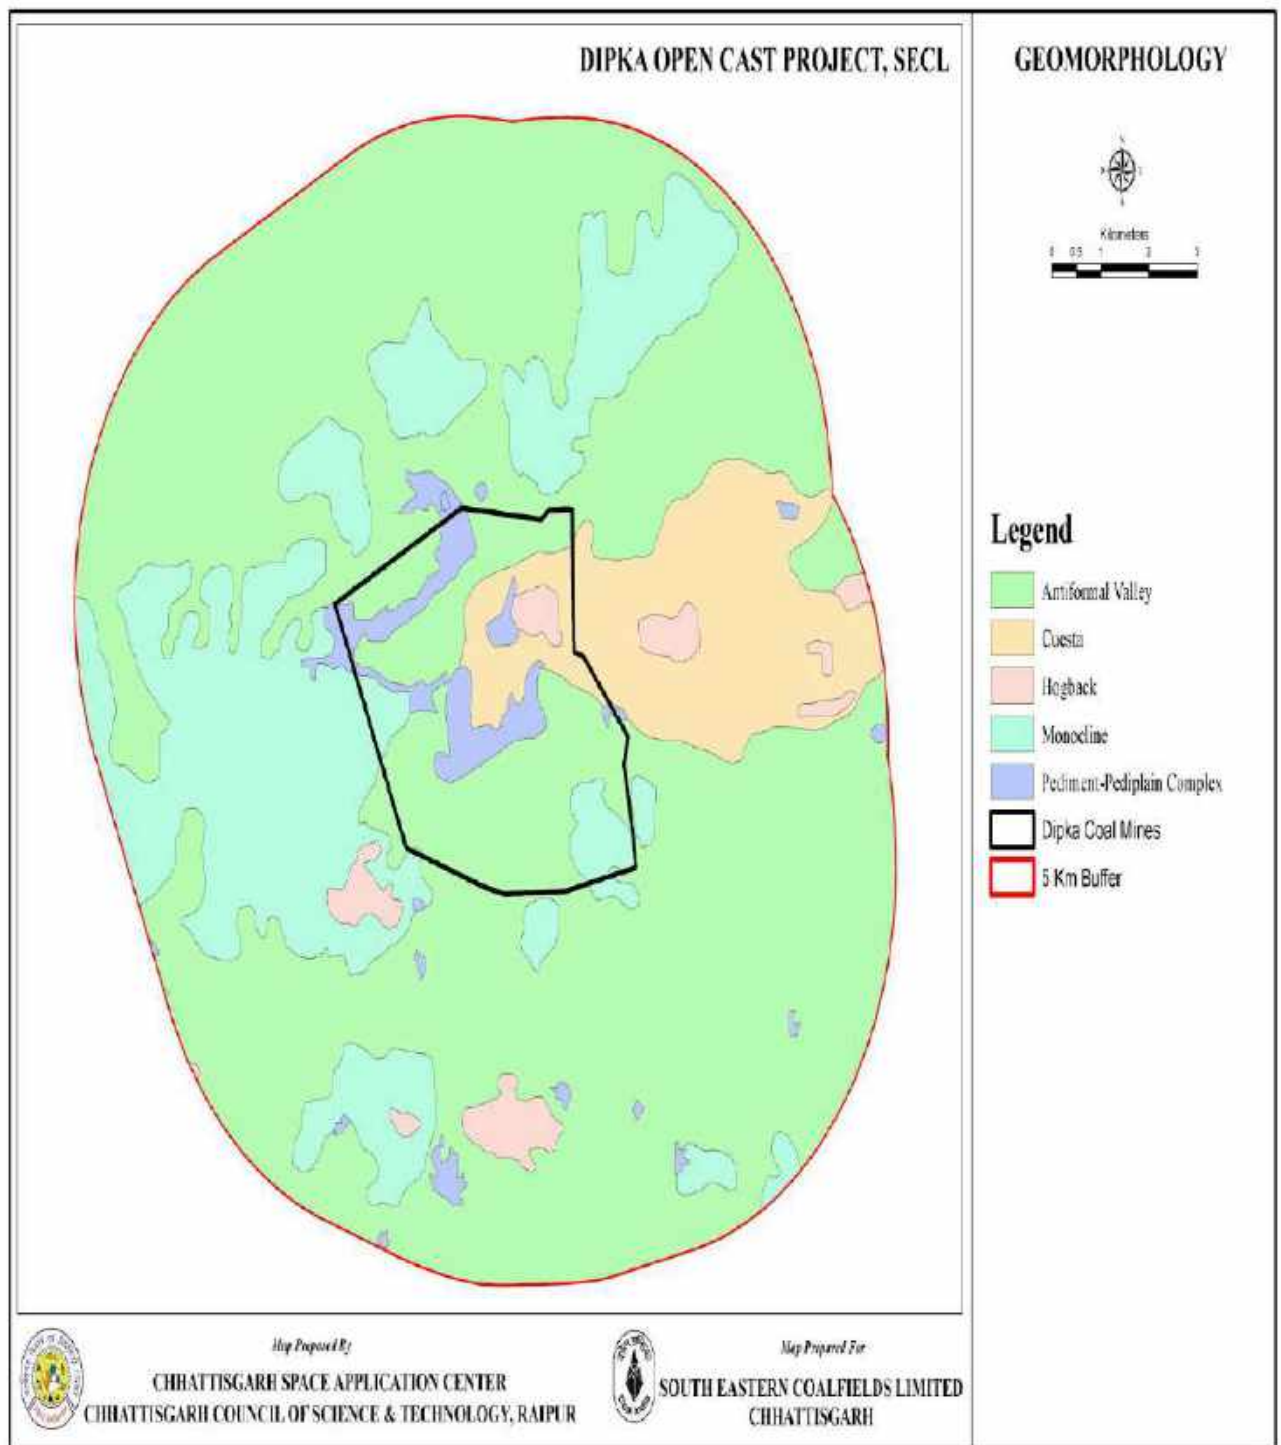 DIPKA OPEN CAST PROJECT, SECL
GEOMORPHOLOGY
Kilometers
0 0.5 1 2 3
Legend
Antiformal Valley
Cuesta
Hogback
Monocline
Pediment-Pediplain Complex
Dipka Coal Mines
5 Km Buffer
Map Prepared By
CHHATTISGARH SPACE APPLICATION CENTER
CHHATTISGARH COUNCIL OF SCIENCE & TECHNOLOGY, RAIPUR
Map Prepared For
SOUTH EASTERN COALFIELDS LIMITED
CHHATTISGARH